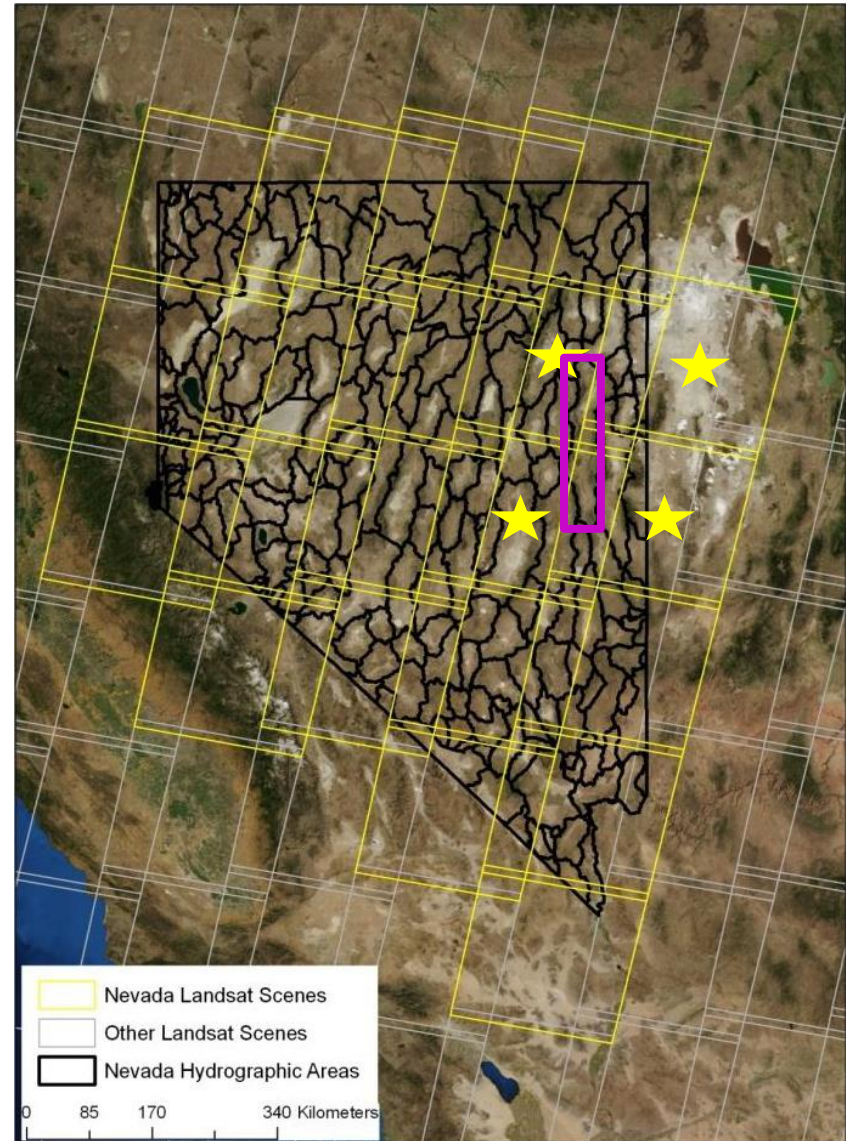 Nevada Landsat Scenes
Other Landsat Scenes
Nevada Hydrographic Areas
0 85 170 340 Kilometers